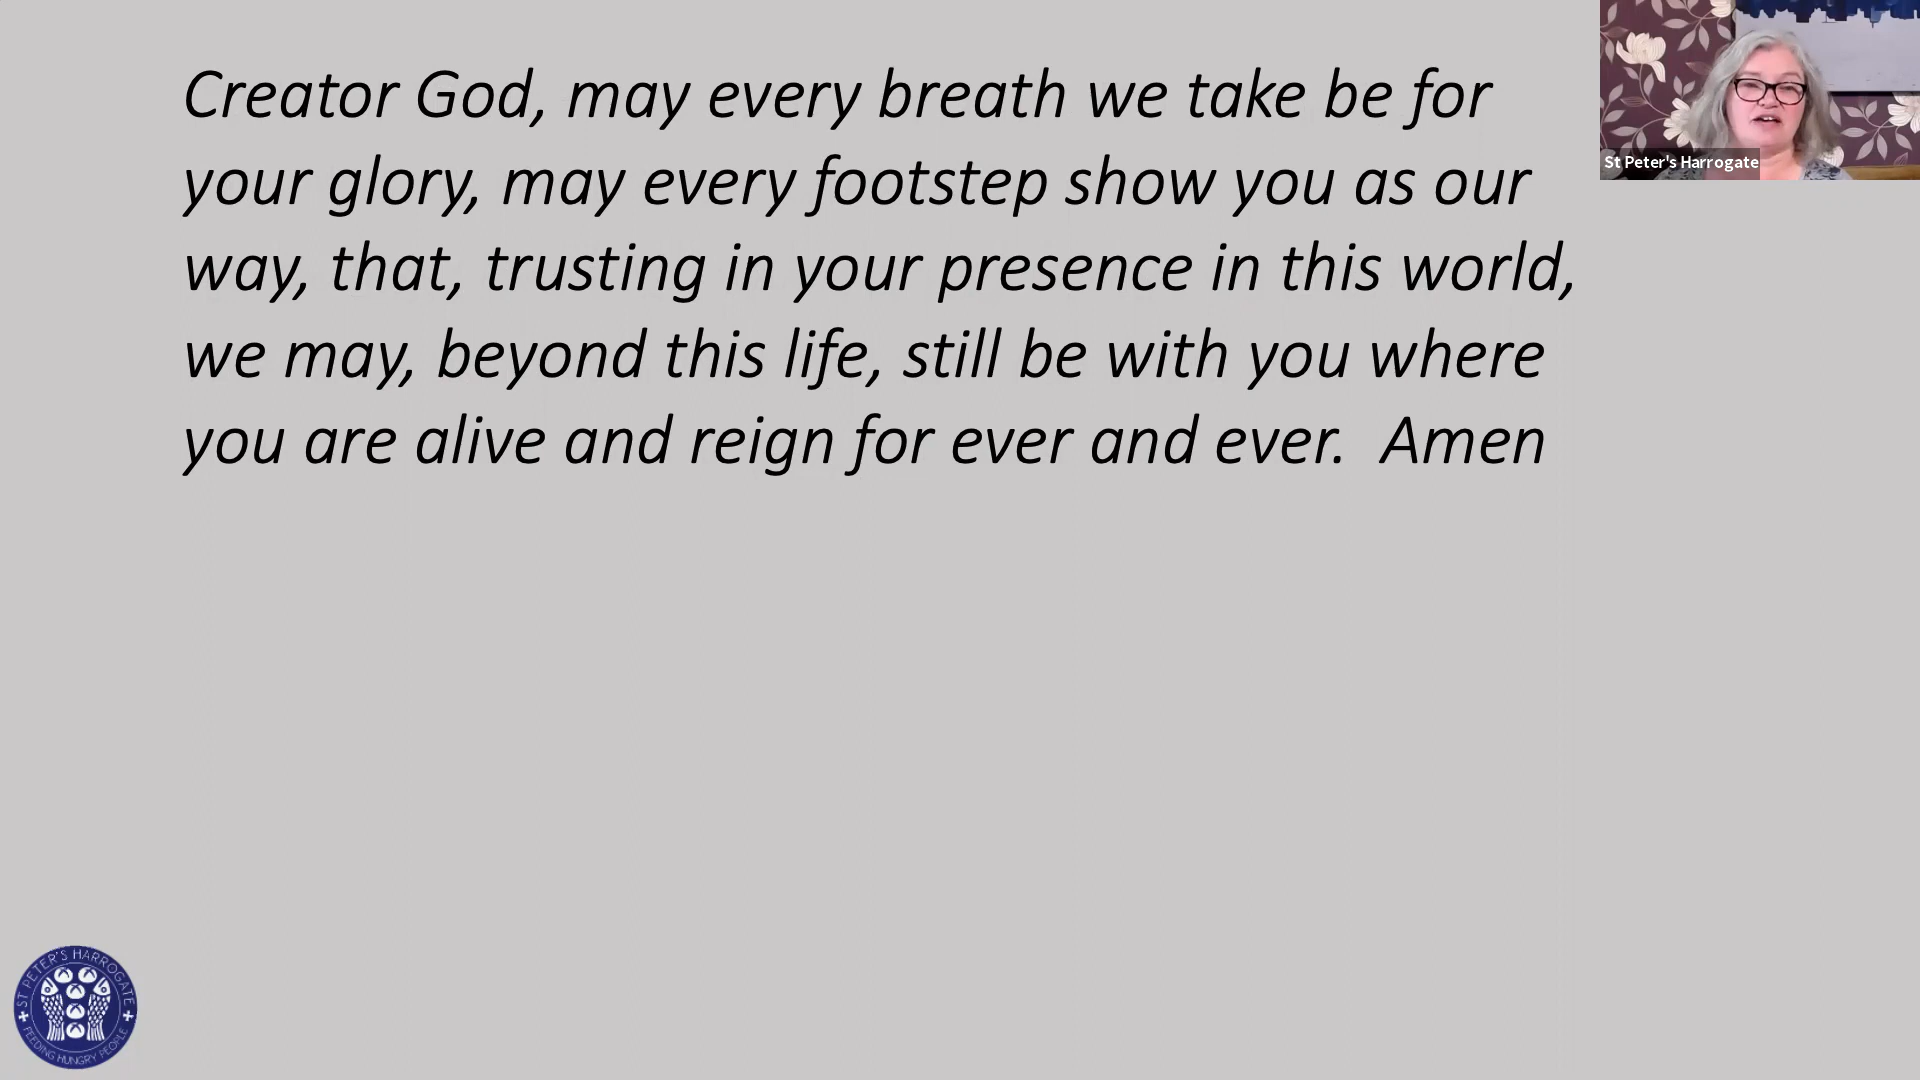 Creator God, may every breath we take be for
your glory, may every footstep show you as our
way, that, trusting in your presence in this world,
we may, beyond this life, still be with you where
you are alive and reign for ever and ever.  Amen
St Peter's Harrogate
ST PETER'S HARROGATE
FEEDING HUNGRY PEOPLE